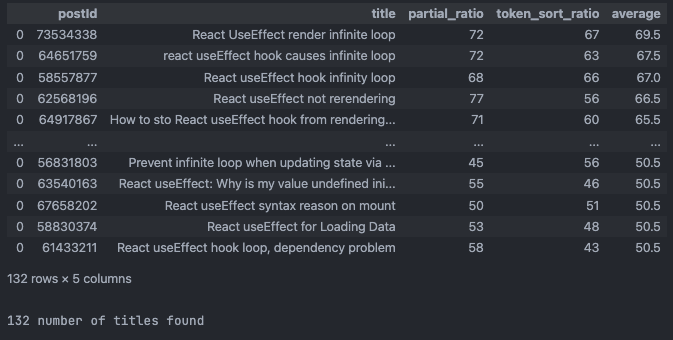 postId title partial_ratio token_sort_ratio average
0 73534338 React UseEffect render infinite loop 72 67 69.5
0 64651759 react useEffect hook causes infinite loop 72 63 67.5
0 58557877 React useEffect hook infinity loop 68 66 67.0
0 62568196 React useEffect not rerendering 77 56 66.5
0 64917867 How to sto React useEffect hook from rendering... 71 60 65.5
... ... ... ... ... ...
0 56831803 Prevent infinite loop when updating state via ... 45 56 50.5
0 63540163 React useEffect: Why is my value undefined ini... 55 46 50.5
0 67658202 React useEffect syntax reason on mount 50 51 50.5
0 58830374 React useEffect for Loading Data 53 48 50.5
0 61433211 React useEffect hook loop, dependency problem 58 43 50.5
132 rows × 5 columns
132 number of titles found